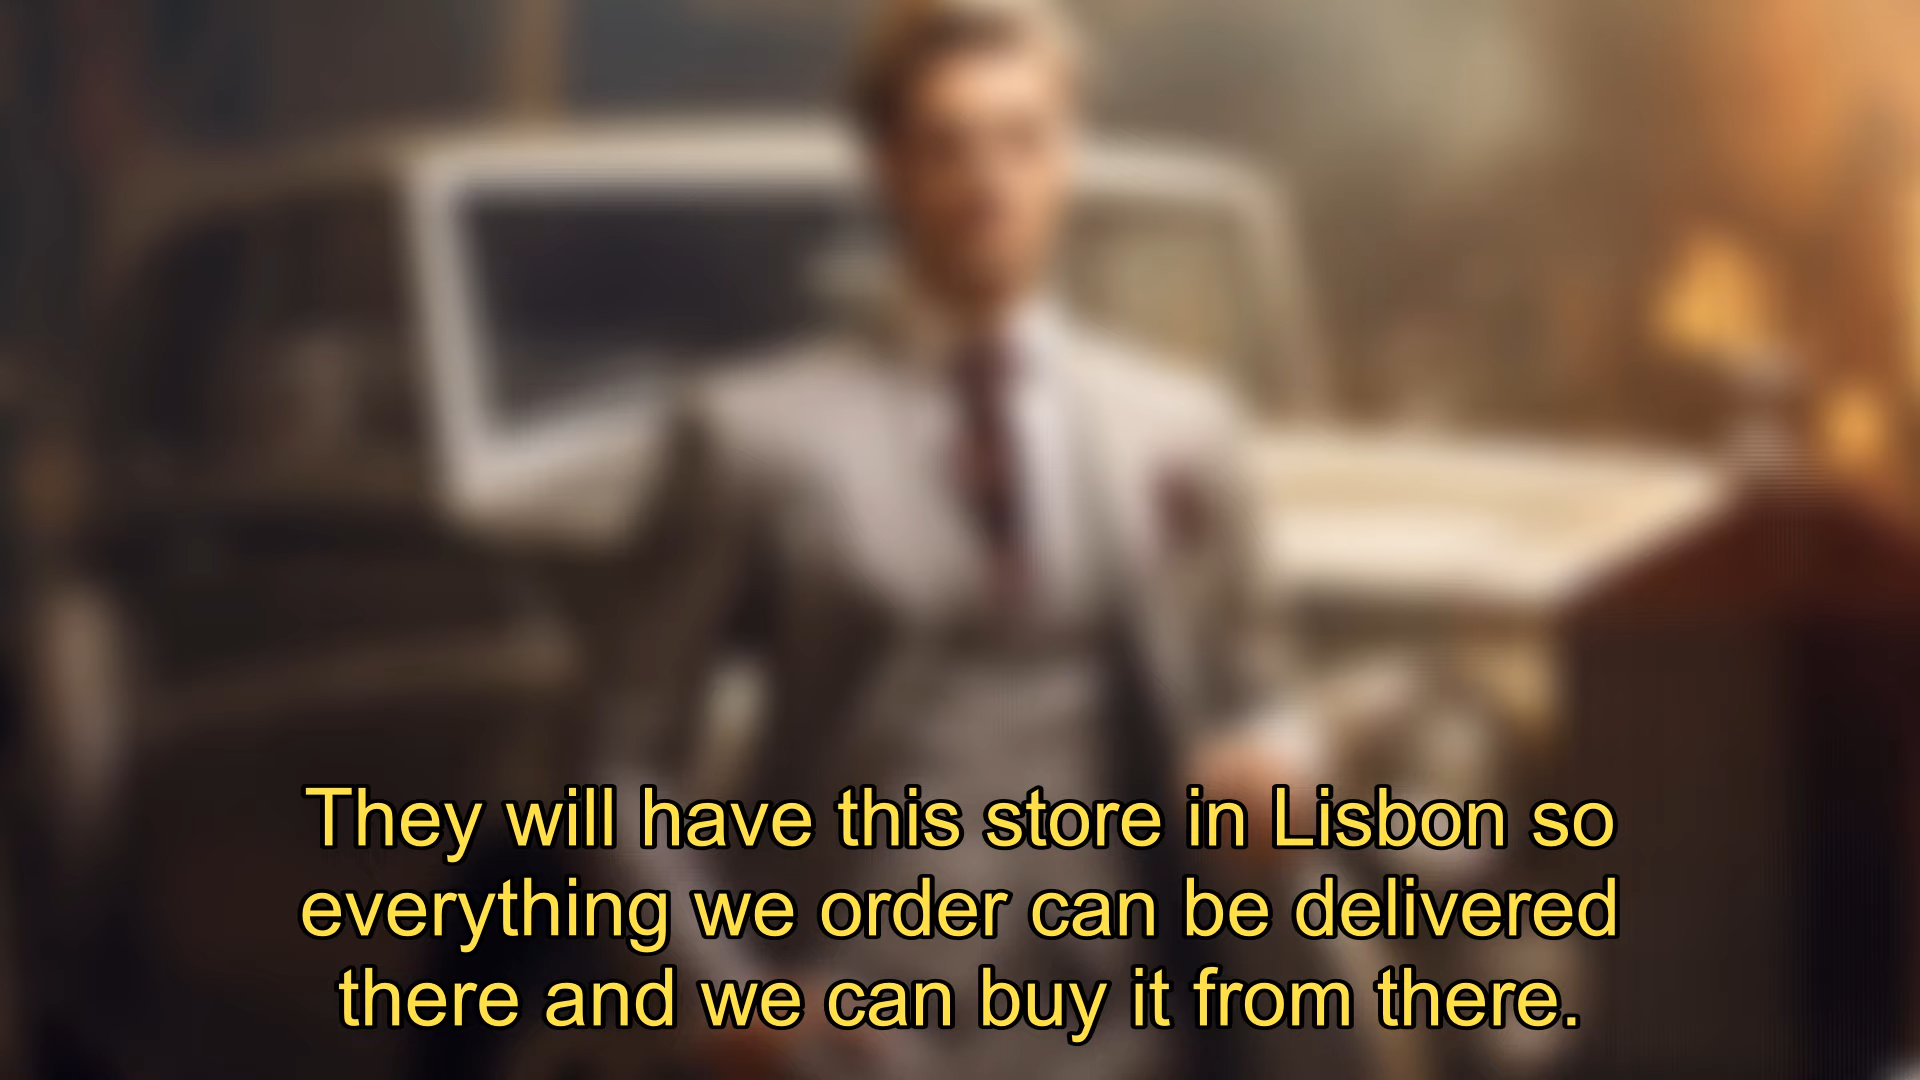 They will have this store in Lisbon so
everything we order can be delivered
there and we can buy it from there.